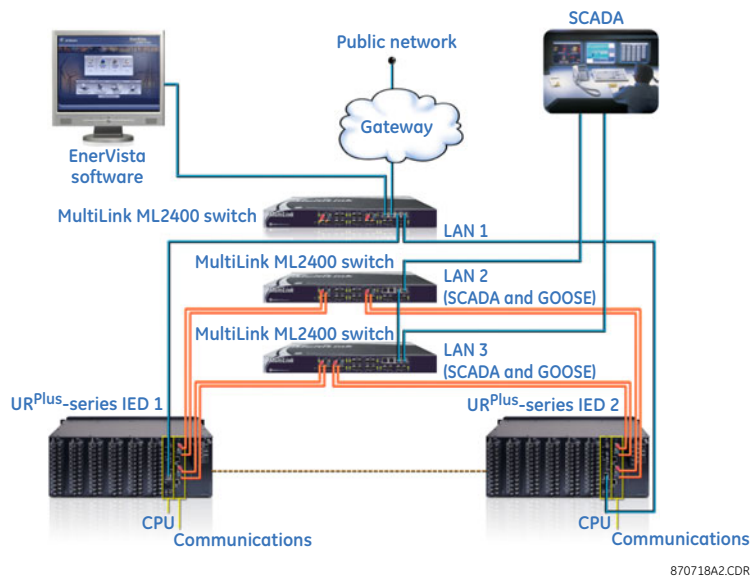 SCADA
Public network
Gateway
EnerVista
software
MultiLink ML2400 switch
LAN 1
MultiLink ML2400 switch
LAN 2
(SCADA and GOOSE)
MultiLink ML2400 switch
LAN 3
(SCADA and GOOSE)
URPlus-series IED 1
URPlus-series IED 2
CPU
Communications
CPU
Communications
870718A2.CDR